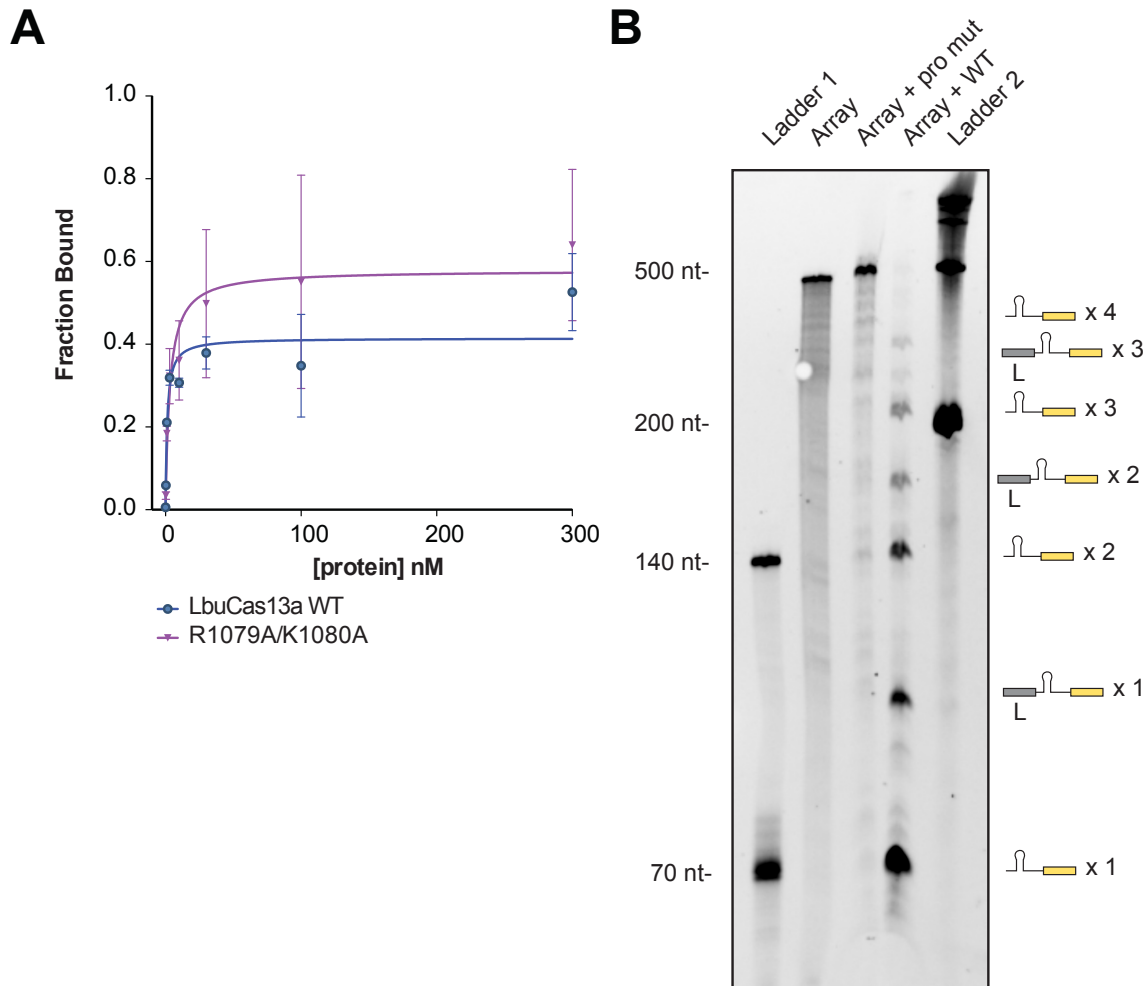 A
Fraction Bound
1.0
0.8
0.6
0.4
0.2
0.0
0
100
200
300
[protein] nM
LbuCas13a WT
R1079A/K1080A
B
Ladder 1
Array
Array + pro mut
Array + WT
Ladder 2
500 nt-
200 nt-
140 nt-
70 nt-
x 4
x 3
L
x 3
x 2
L
x 2
x 1
L
x 1